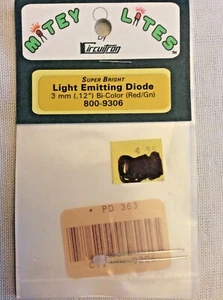 MITEY LITES
BY
Circuitron
SUPER BRIGHT
Light Emitting Diode
3 mm (.12") Bi-Color (Red/Gn)
800-9306
PD 363